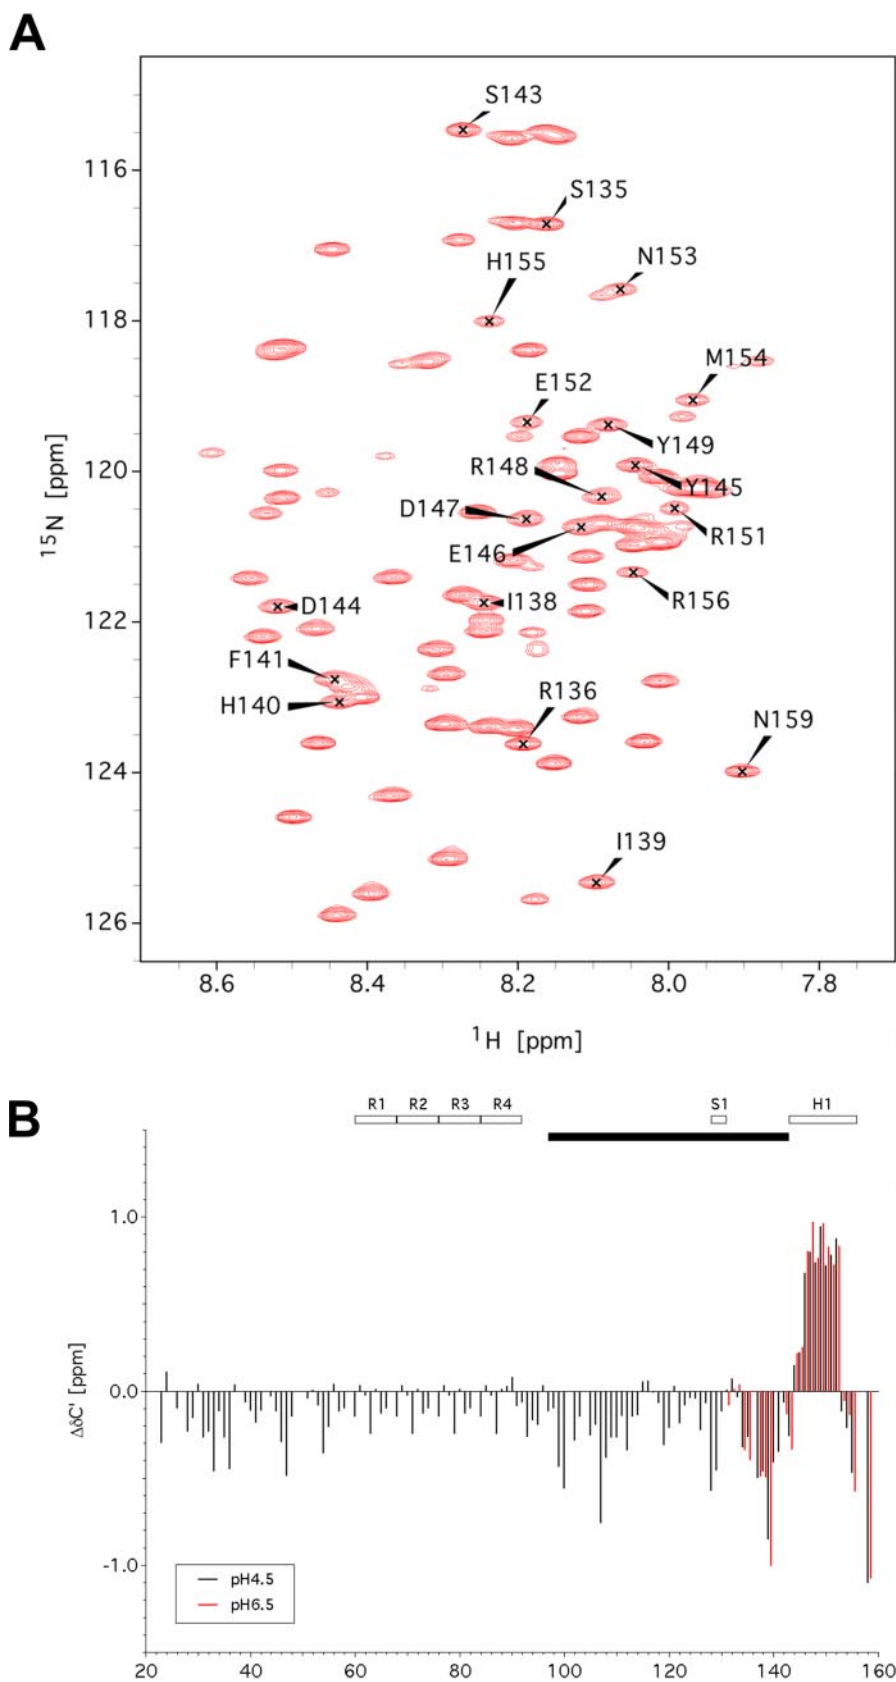 A
S143
116
S135
N153
H155
118
M154
E152
Y149
120
R148
Y145
D147
R151
E146
¹⁵N [ppm]
R156
D144
I138
122
F141
H140
R136
N159
124
I139
126
8.6 8.4 8.2 8.0 7.8
¹H [ppm]
B
R1 R2 R3 R4 S1 H1
1.0
ΔδC' [ppm]
0.0
-1.0
pH4.5
pH6.5
20 40 60 80 100 120 140 160